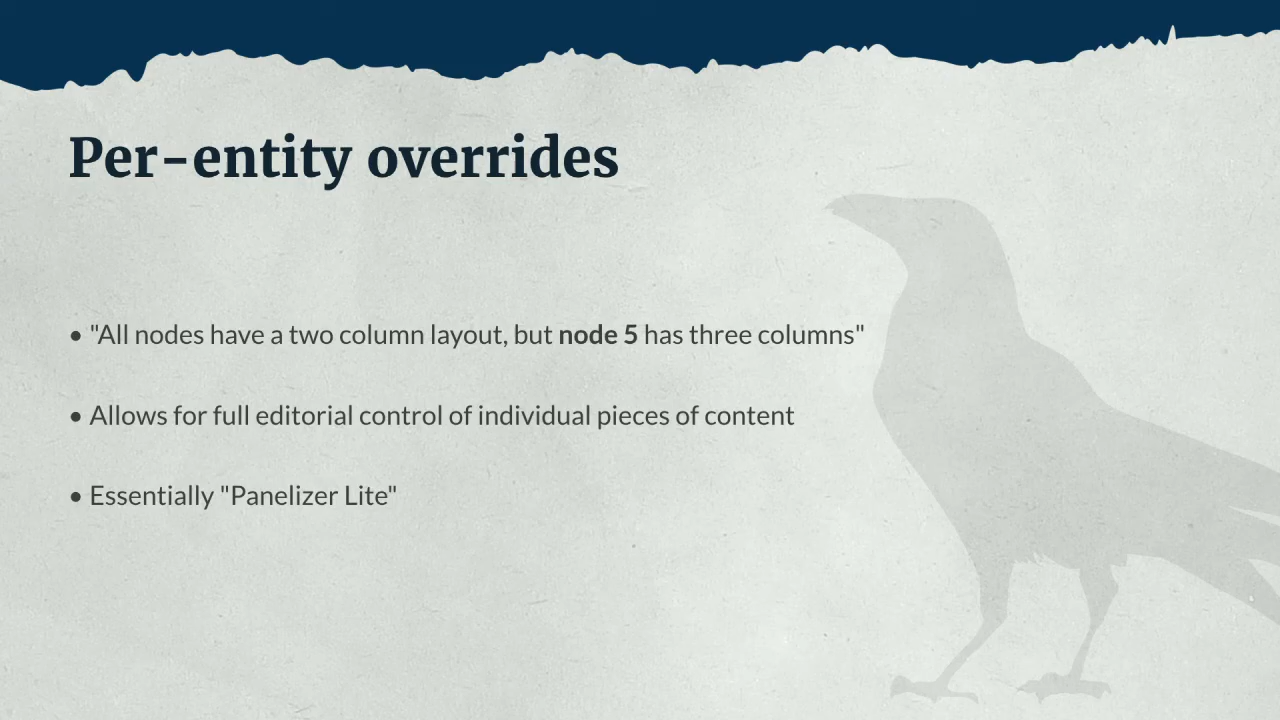 Per-entity overrides
• "All nodes have a two column layout, but node 5 has three columns"
• Allows for full editorial control of individual pieces of content
• Essentially "Panelizer Lite"